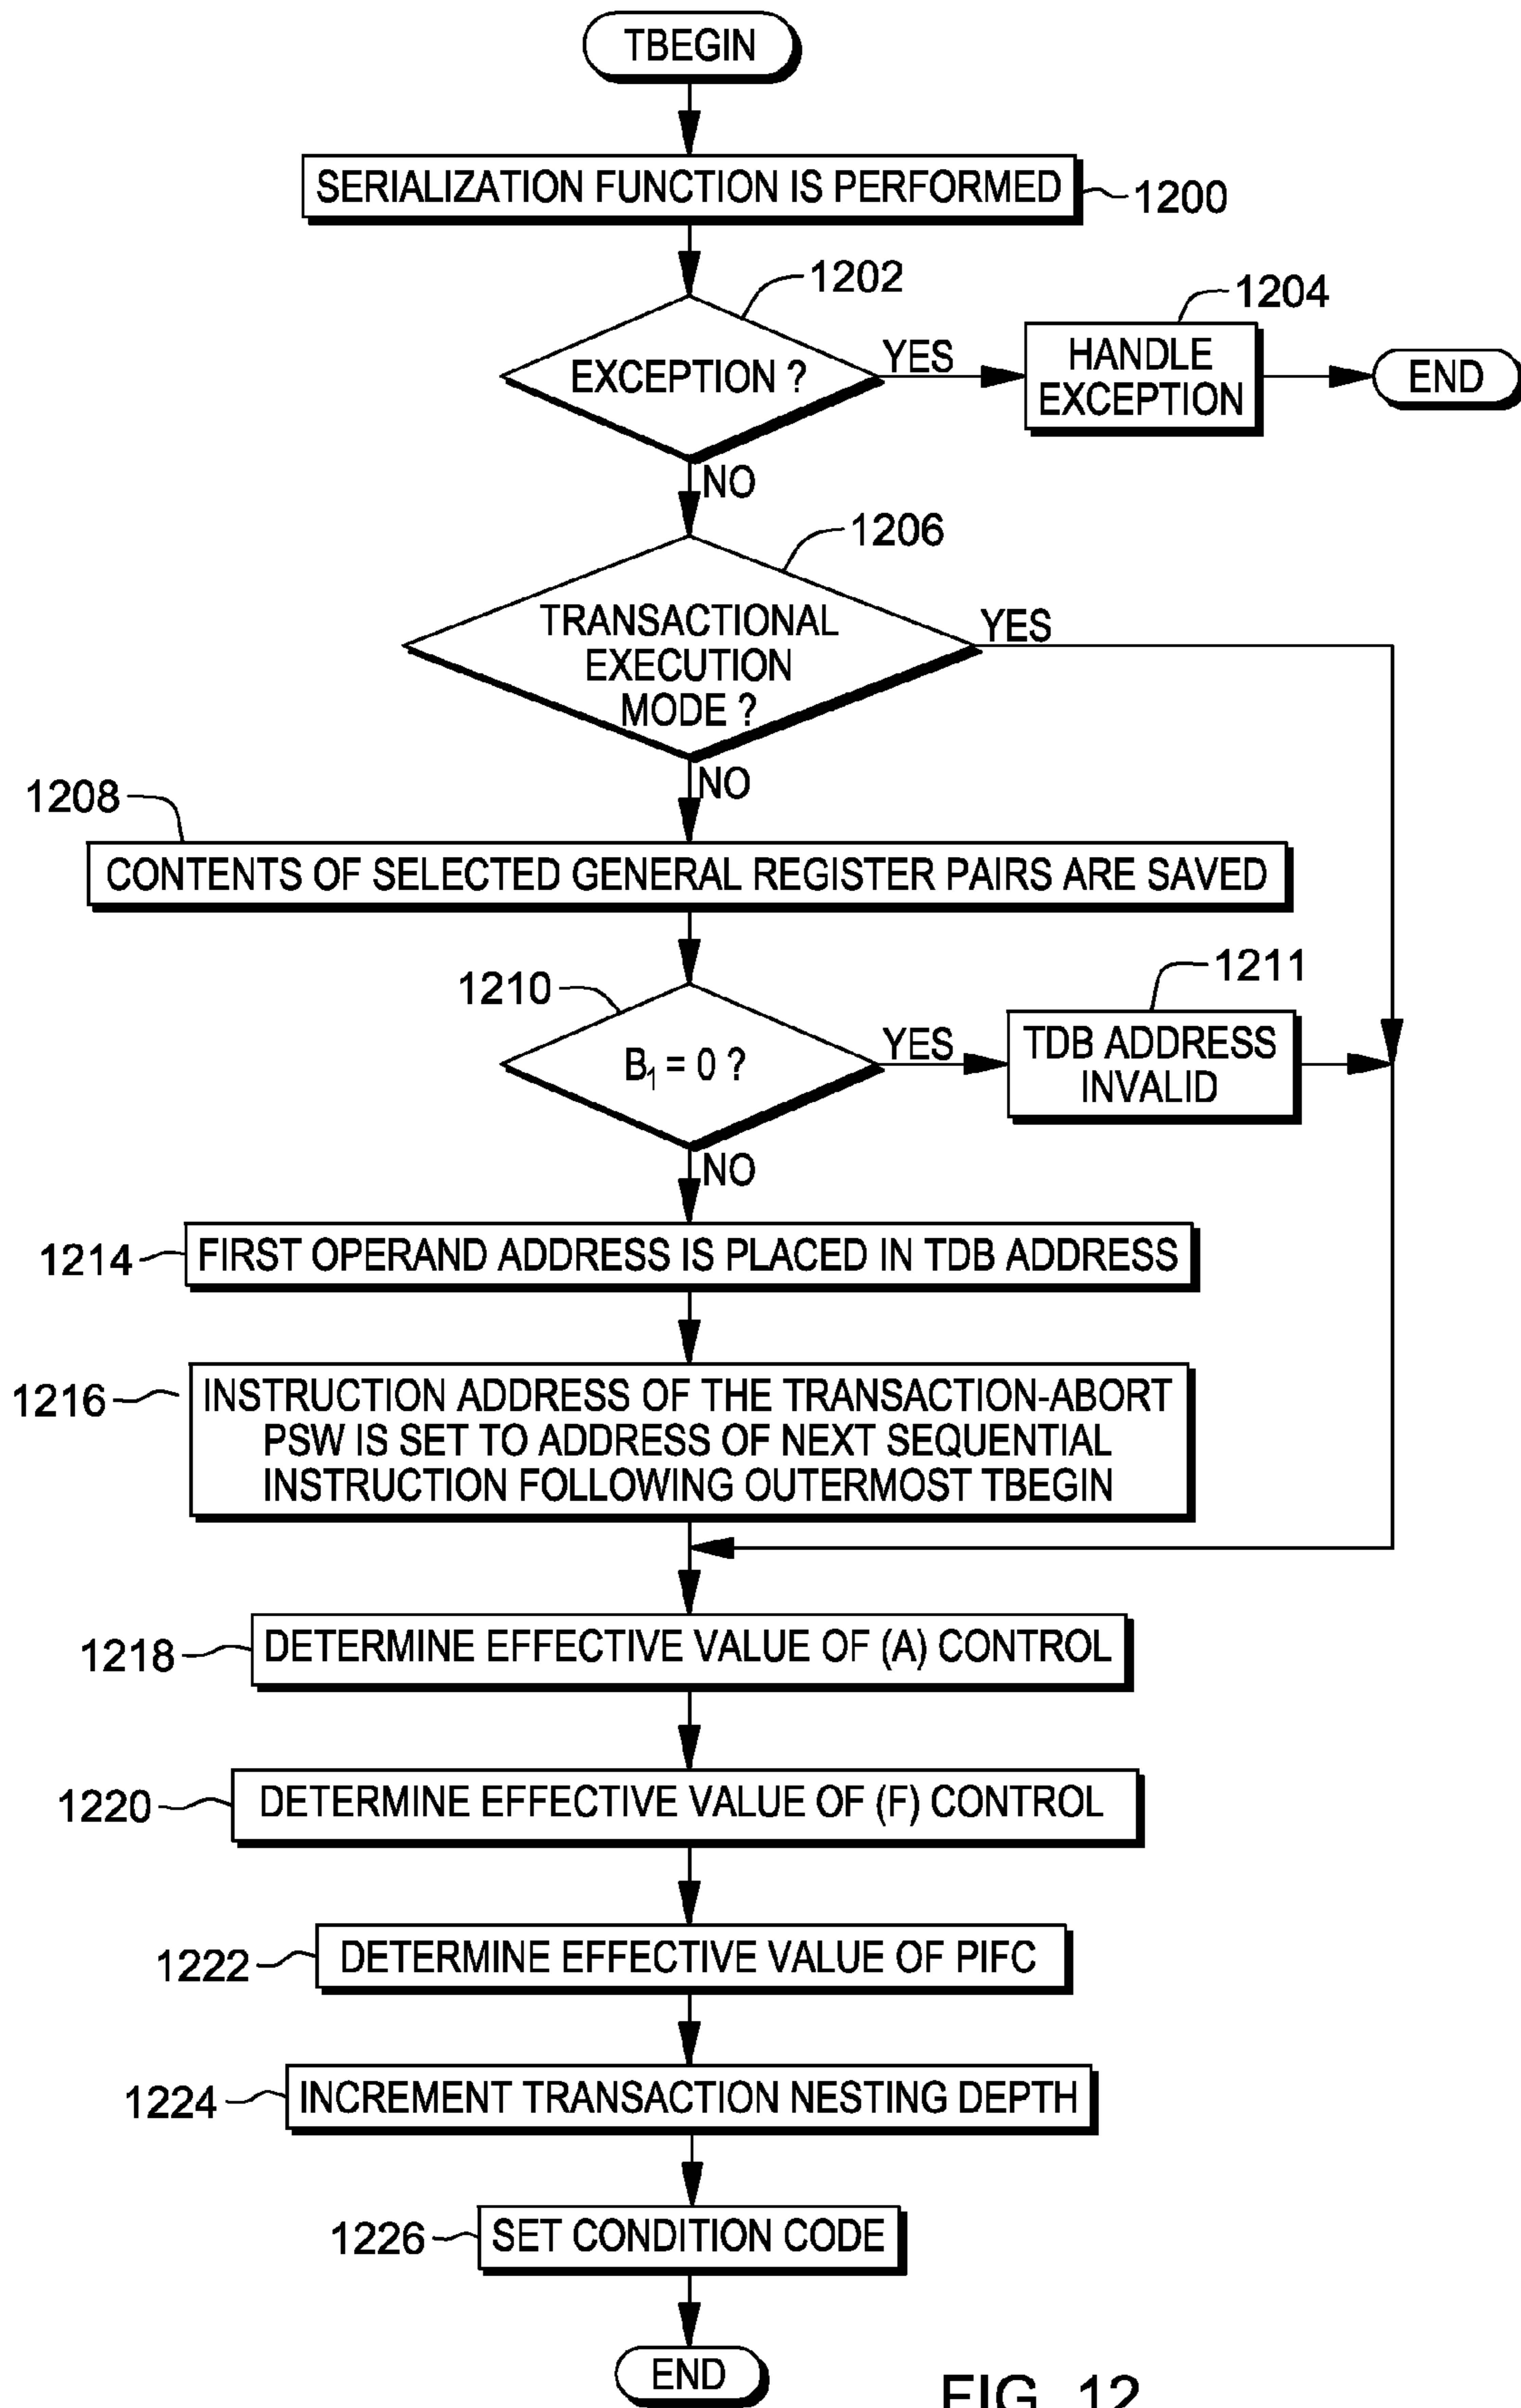 TBEGIN
SERIALIZATION FUNCTION IS PERFORMED
1200
1202
EXCEPTION ?
YES
1204
HANDLE
EXCEPTION
END
NO
1206
TRANSACTIONAL
EXECUTION
MODE ?
YES
NO
1208
CONTENTS OF SELECTED GENERAL REGISTER PAIRS ARE SAVED
1210
B1 = 0 ?
YES
1211
TDB ADDRESS
INVALID
NO
1214
FIRST OPERAND ADDRESS IS PLACED IN TDB ADDRESS
1216
INSTRUCTION ADDRESS OF THE TRANSACTION-ABORT
PSW IS SET TO ADDRESS OF NEXT SEQUENTIAL
INSTRUCTION FOLLOWING OUTERMOST TBEGIN
1218
DETERMINE EFFECTIVE VALUE OF (A) CONTROL
1220
DETERMINE EFFECTIVE VALUE OF (F) CONTROL
1222
DETERMINE EFFECTIVE VALUE OF PIFC
1224
INCREMENT TRANSACTION NESTING DEPTH
1226
SET CONDITION CODE
END
FIG. 12